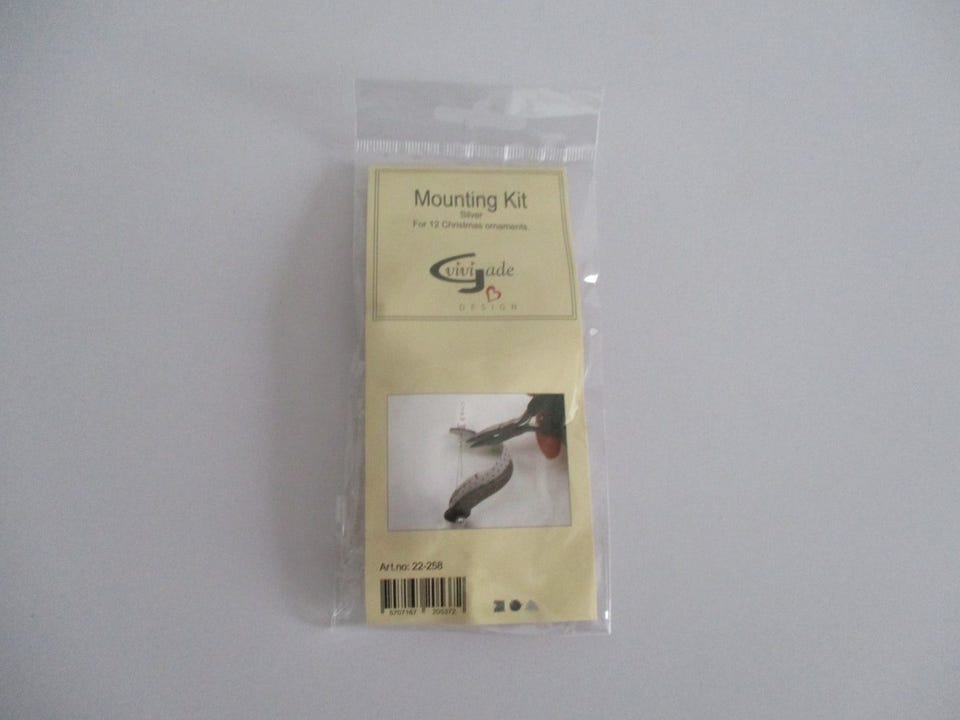 Mounting Kit
Silver
For 12 Christmas ornaments.
vivi Gade
DESIGN
Art.no: 22-258
5707167 205372